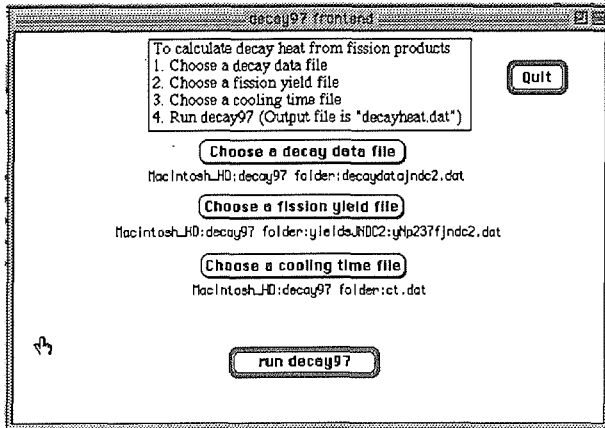 decay97 frontend
To calculate decay heat from fission products
1. Choose a decay data file
2. Choose a fission yield file
3. Choose a cooling time file
4. Run decay97 (Output file is "decayheat.dat")
Quit
Choose a decay data file
Macintosh_HD:decay97 folder:decaydatajndc2.dat
Choose a fission yield file
Macintosh_HD:decay97 folder:yieldsJNDC2:yNp237fjndc2.dat
Choose a cooling time file
Macintosh_HD:decay97 folder:ct.dat
run decay97